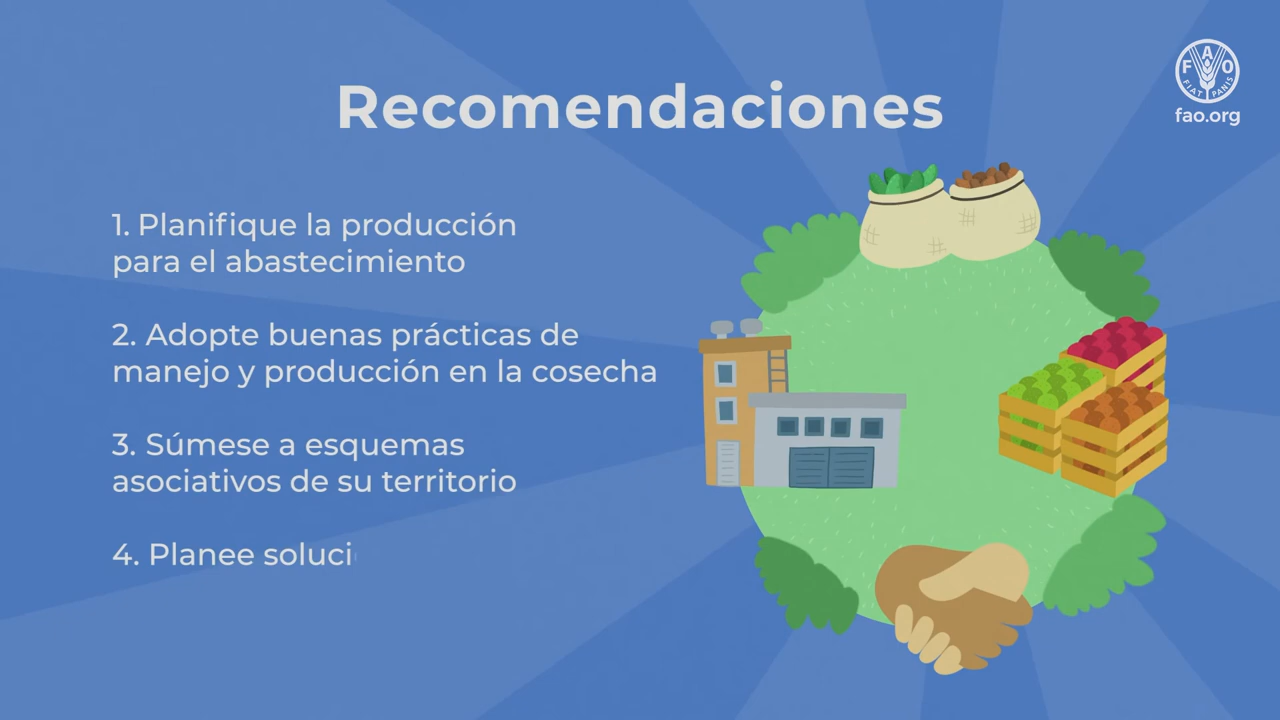 FAO
FIAT PANIS
fao.org
Recomendaciones
1. Planifique la producción
para el abastecimiento
2. Adopte buenas prácticas de
manejo y producción en la cosecha
3. Súmese a esquemas
asociativos de su territorio
4. Planee soluci